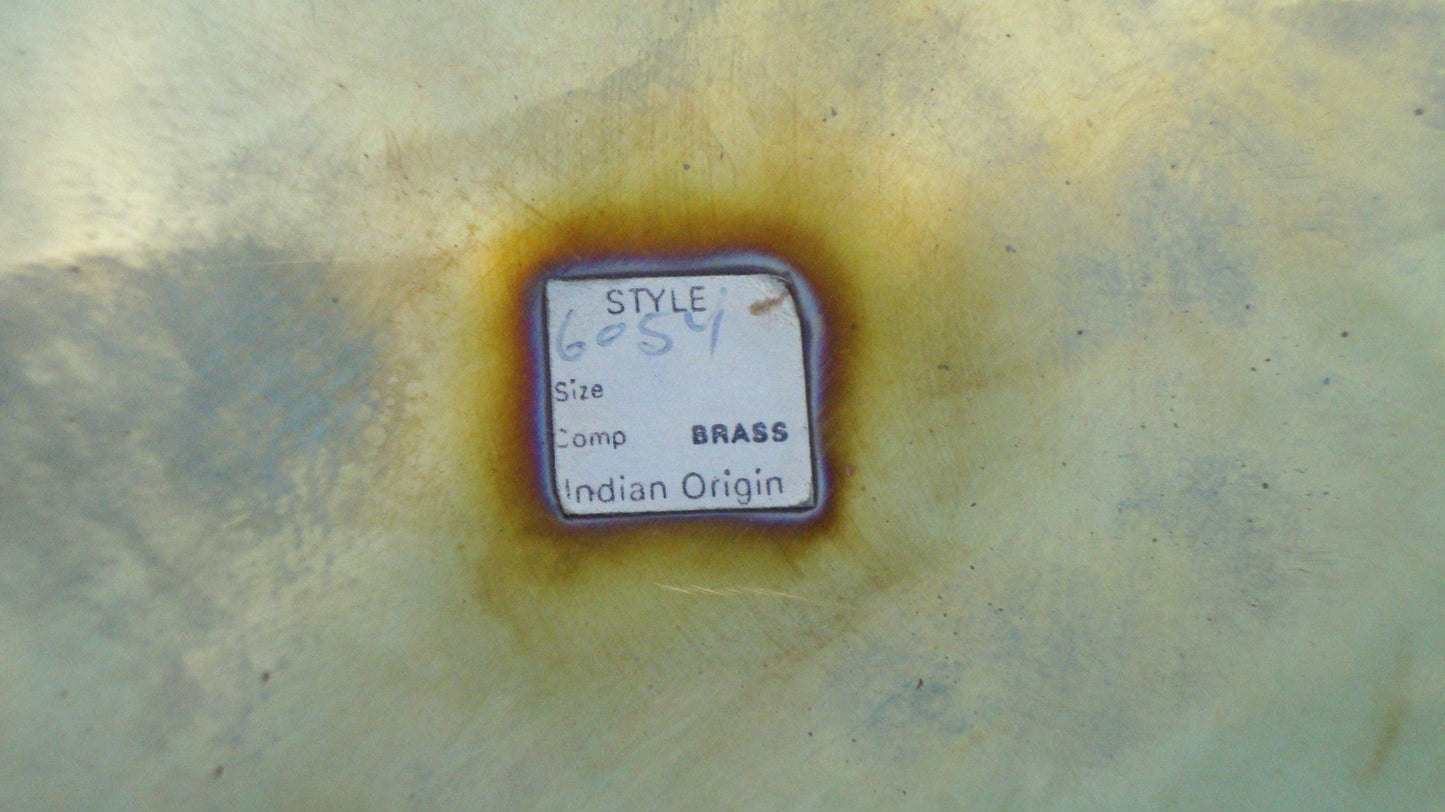 STYLE
6054
Size
Comp BRASS
Indian Origin